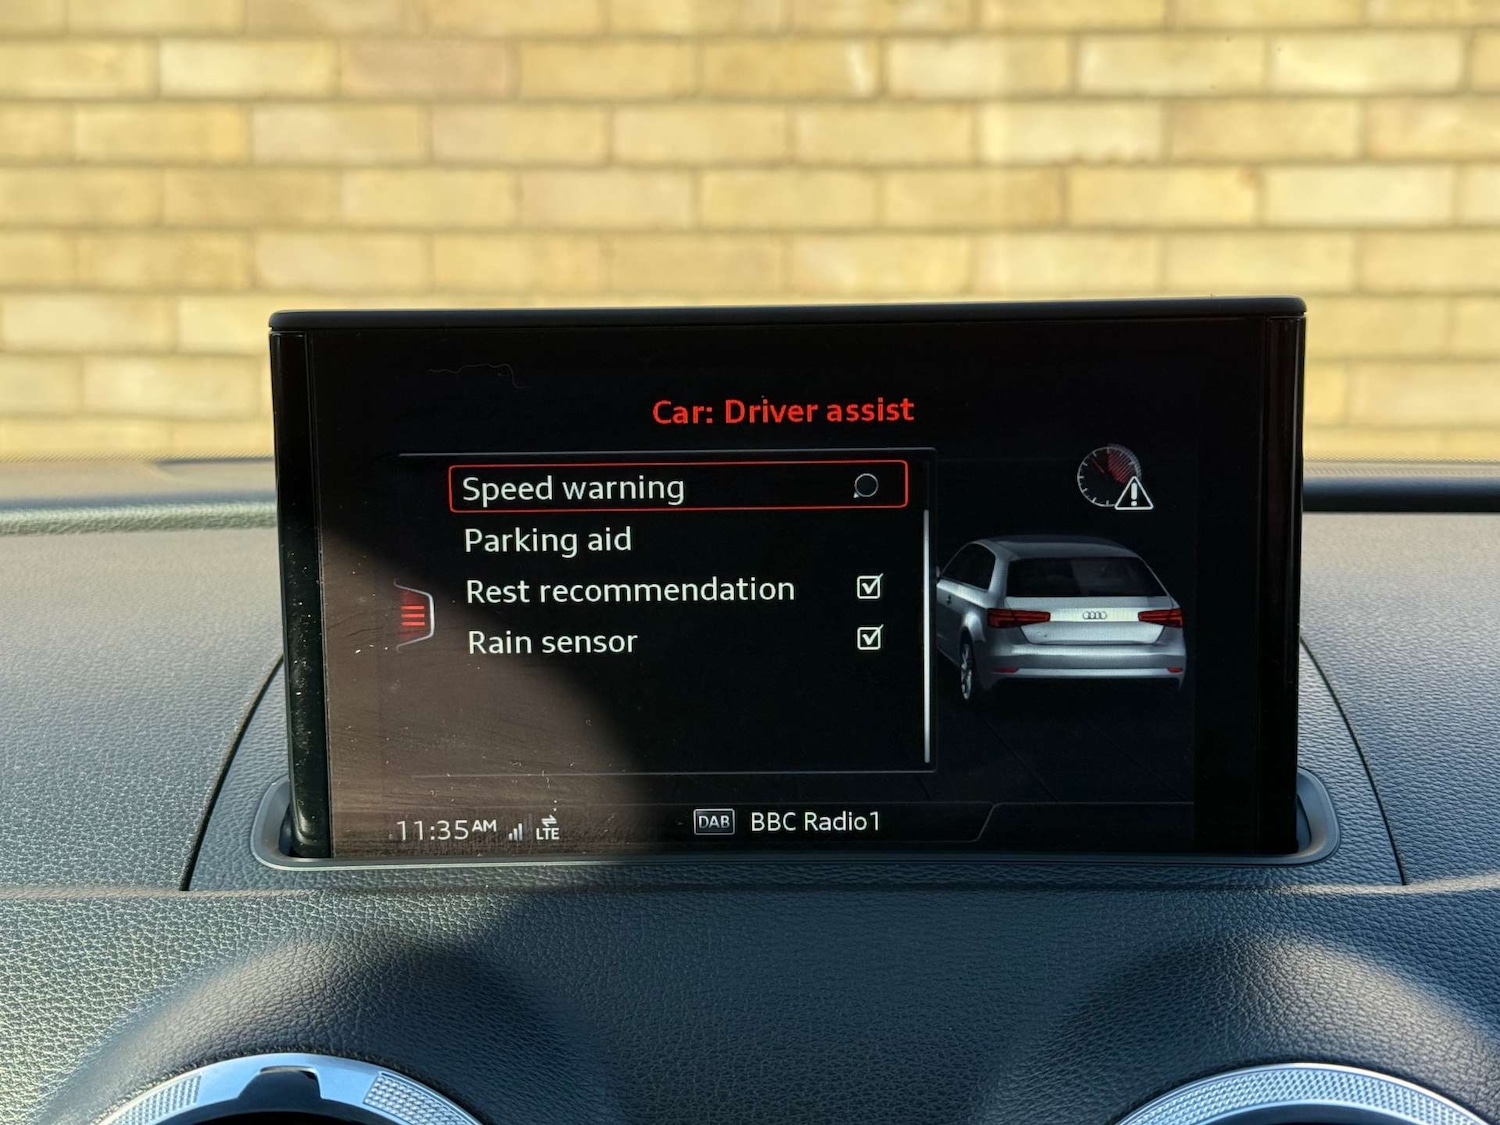 Car: Driver assist
Speed warning
Parking aid
Rest recommendation
Rain sensor
11:35AM LTE
DAB BBC Radio1